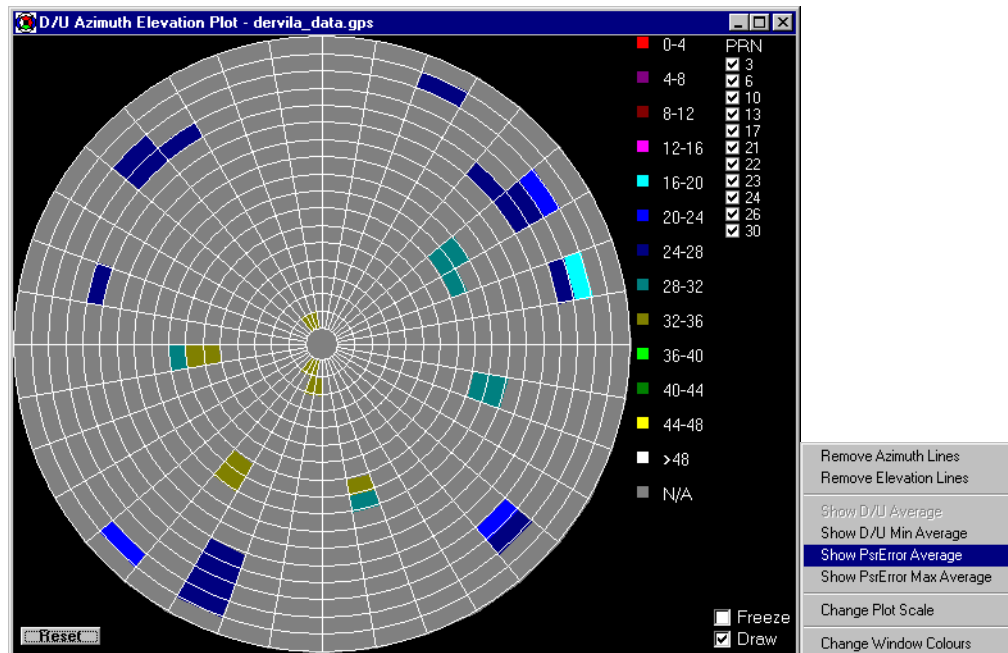 D/U Azimuth Elevation Plot - dervila_data.gps
0-4
4-8
8-12
12-16
16-20
20-24
24-28
28-32
32-36
36-40
40-44
44-48
>48
N/A
PRN
3
6
10
13
17
21
22
23
24
26
30
Reset
Freeze
Draw
Remove Azimuth Lines
Remove Elevation Lines
Show D/U Average
Show D/U Min Average
Show PsrError Average
Show PsrError Max Average
Change Plot Scale
Change Window Colours